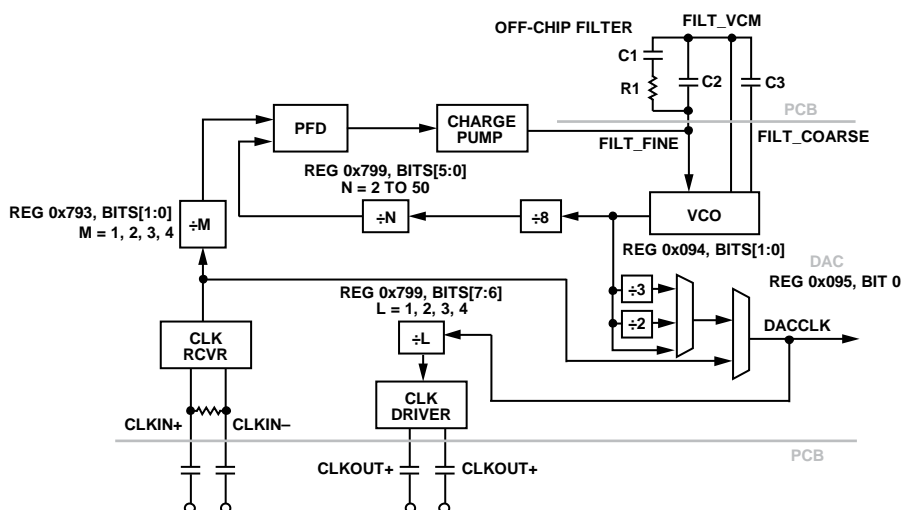 OFF-CHIP FILTER
FILT_VCM
C1
R1
C2
C3
PCB
PFD
CHARGE
PUMP
FILT_FINE
FILT_COARSE
REG 0x799, BITS[5:0]
N = 2 TO 50
REG 0x793, BITS[1:0]
M = 1, 2, 3, 4
÷M
÷N
÷8
VCO
REG 0x094, BITS[1:0]
DAC
REG 0x095, BIT 0
REG 0x799, BITS[7:6]
L = 1, 2, 3, 4
÷3
÷2
DACCLK
CLK
RCVR
÷L
CLK
DRIVER
CLKIN+
CLKIN–
PCB
CLKOUT+
CLKOUT+